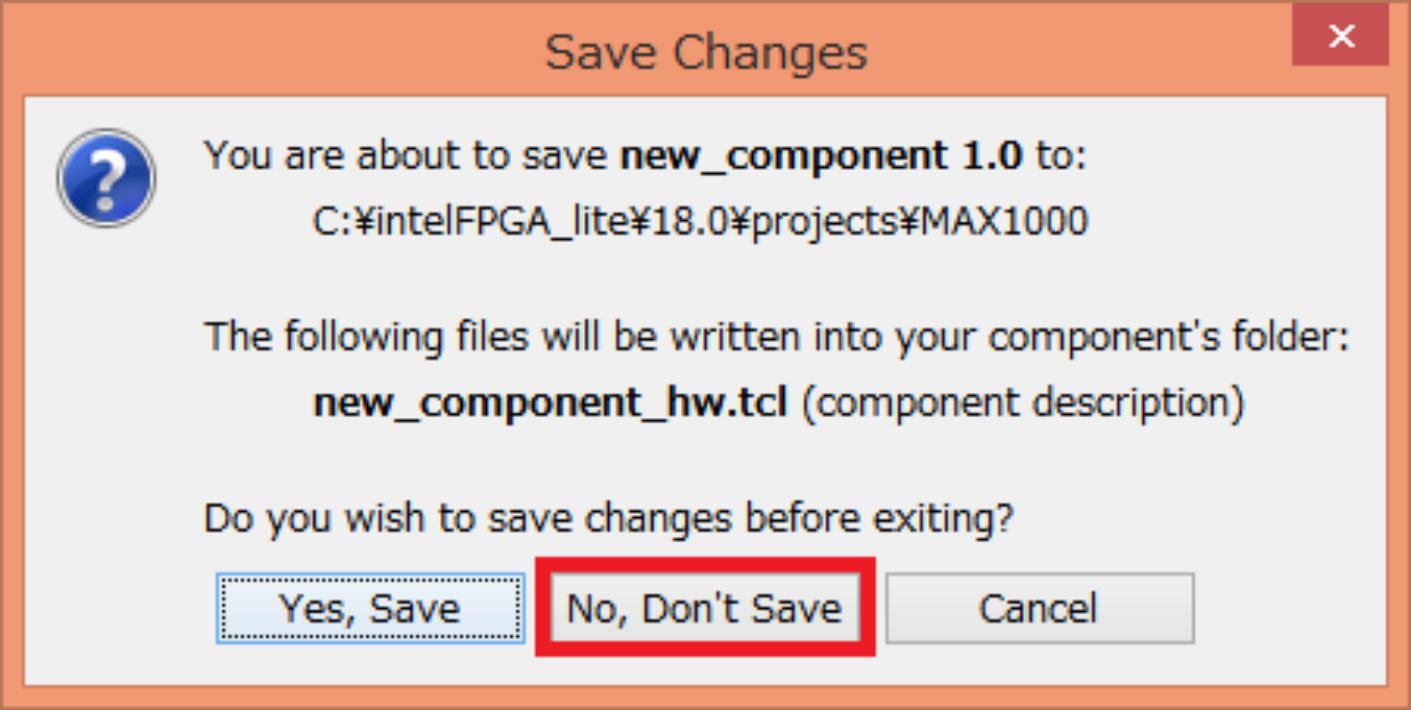 Save Changes
You are about to save new_component 1.0 to:
C:¥intelFPGA_lite¥18.0¥projects¥MAX1000
The following files will be written into your component's folder:
new_component_hw.tcl (component description)
Do you wish to save changes before exiting?
Yes, Save No, Don't Save Cancel